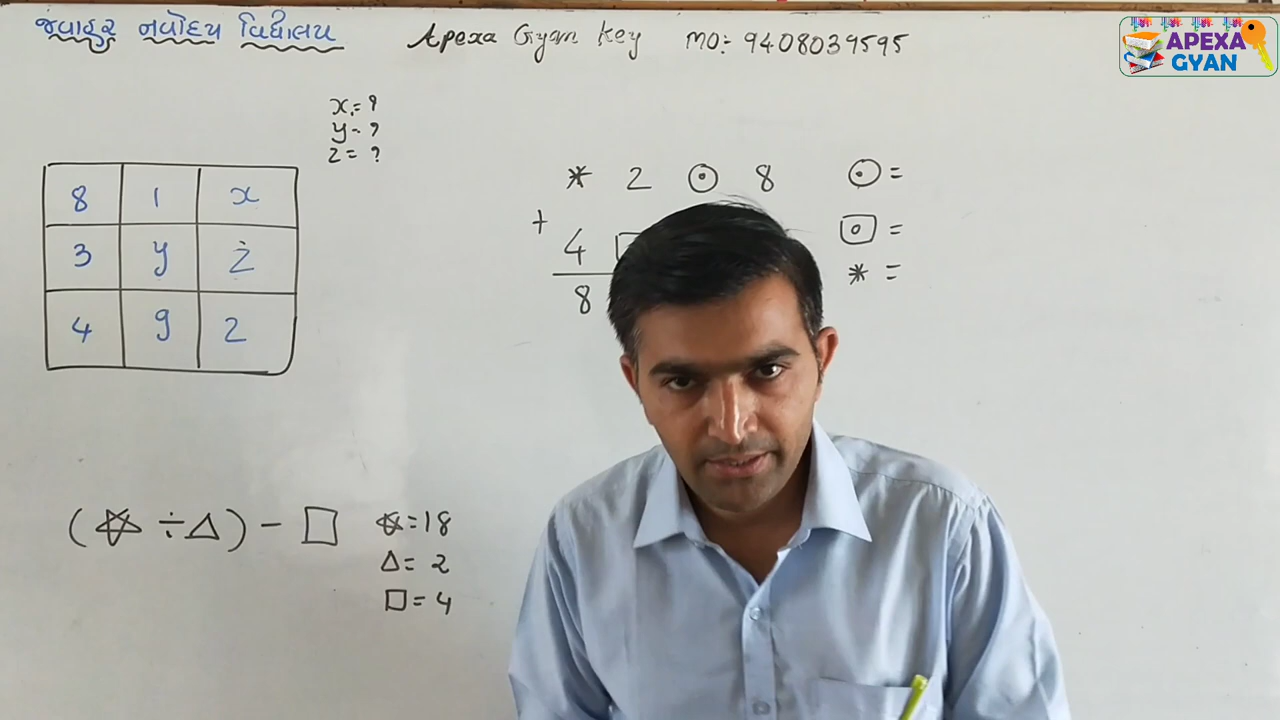 જવાહર નવોદય વિદ્યાલય Apexa Gyan Key MO:- 9408039595
APEXA
GYAN
x = ?
y = ?
z = ?
8 1 x
3 y z
4 9 2
* 2 ⊙ 8
+ 4
8
⊙ =
⊡ =
* =
(☆ ÷ △) - □
☆ = 18
△ = 2
□ = 4